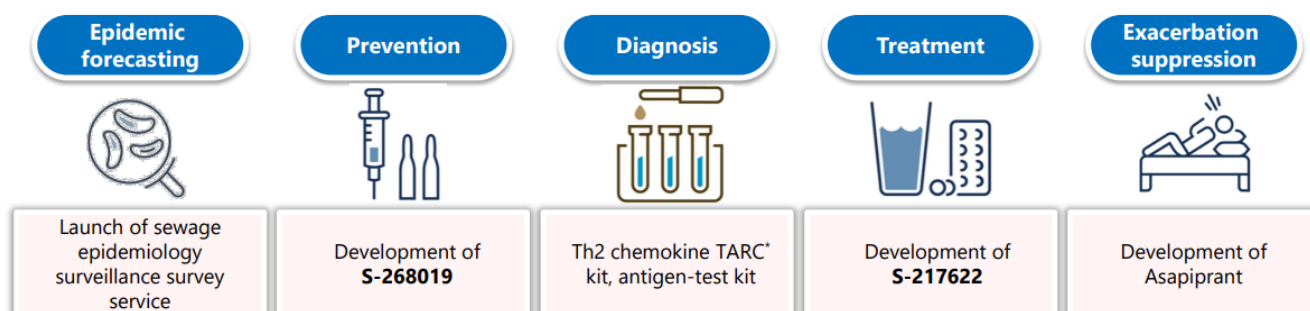 Epidemic
forecasting
Prevention
Diagnosis
Treatment
Exacerbation
suppression
Launch of sewage
epidemiology
surveillance survey
service
Development of
S-268019
Th2 chemokine TARC*
kit, antigen-test kit
Development of
S-217622
Development of
Asapiprant